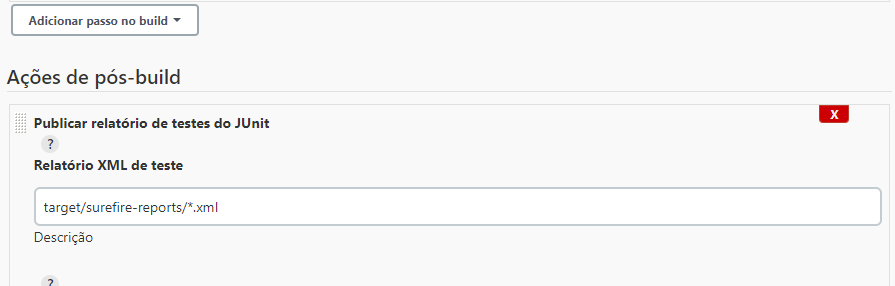 Adicionar passo no build
Ações de pós-build
X
Publicar relatório de testes do JUnit
?
Relatório XML de teste
target/surefire-reports/*.xml
Descrição
?